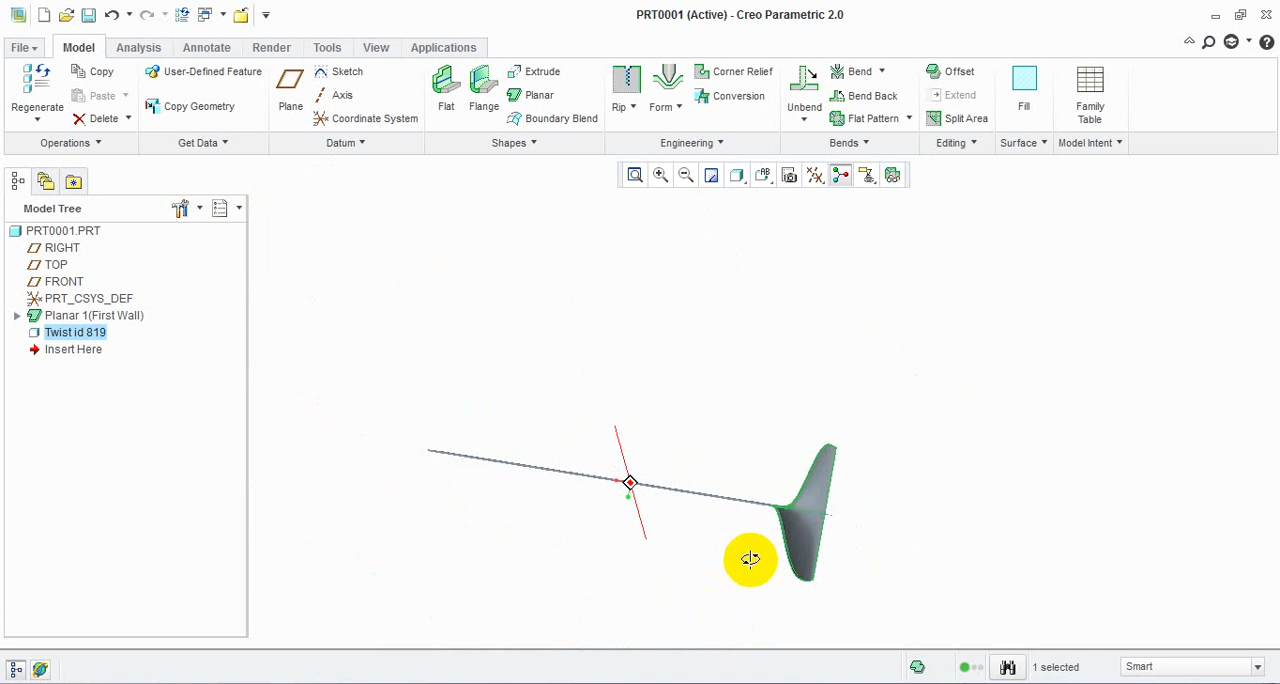 PRT0001 (Active) - Creo Parametric 2.0
File Model Analysis Annotate Render Tools View Applications
Regenerate
Copy
Paste
Delete
Operations
User-Defined Feature
Copy Geometry
Get Data
Plane
Sketch
Axis
Coordinate System
Datum
Flat
Flange
Extrude
Planar
Boundary Blend
Shapes
Rip
Form
Corner Relief
Conversion
Engineering
Unbend
Bend
Bend Back
Flat Pattern
Bends
Offset
Extend
Split Area
Editing
Fill
Surface
Family
Table
Model Intent
Model Tree
PRT0001.PRT
RIGHT
TOP
FRONT
PRT_CSYS_DEF
Planar 1(First Wall)
Twist id 819
Insert Here
1 selected
Smart